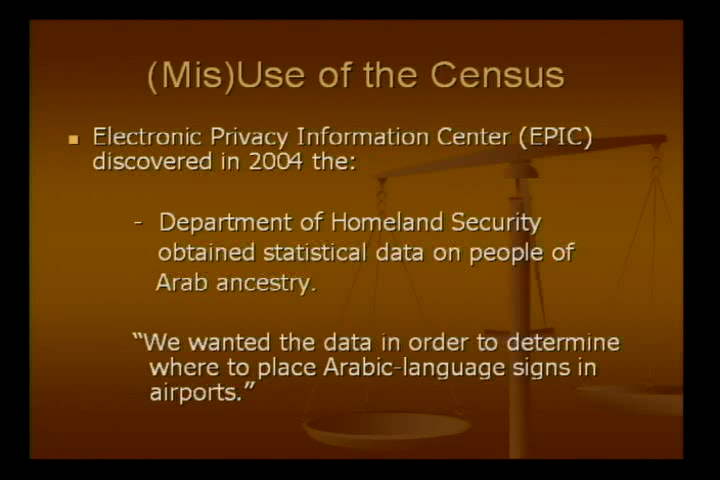 (Mis)Use of the Census
Electronic Privacy Information Center (EPIC)
discovered in 2004 the:
- Department of Homeland Security
obtained statistical data on people of
Arab ancestry.
“We wanted the data in order to determine
where to place Arabic-language signs in
airports.”